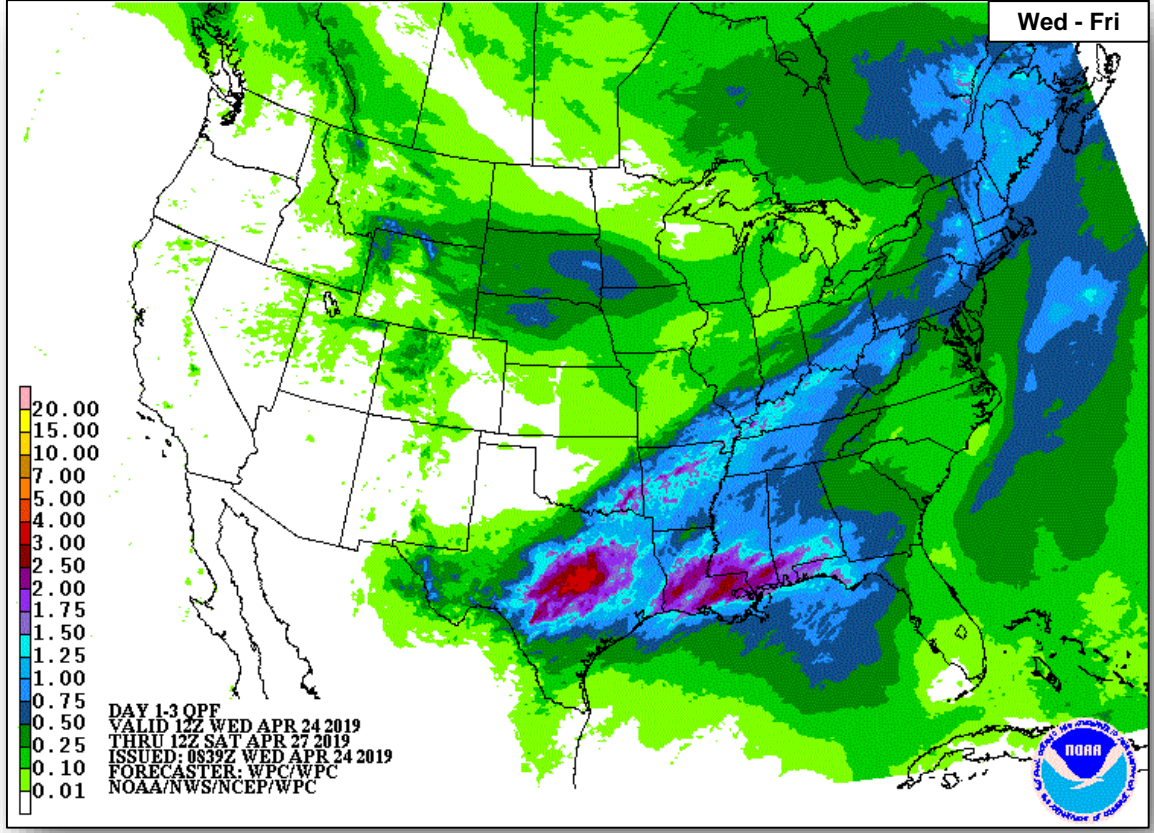 Wed - Fri
20.00
15.00
10.00
7.00
5.00
4.00
3.00
2.50
2.00
1.75
1.50
1.25
1.00
0.75
0.50
0.25
0.10
0.01
DAY 1-3 QPF
VALID 12Z WED APR 24 2019
THRU 12Z SAT APR 27 2019
ISSUED: 0839Z WED APR 24 2019
FORECASTER: WPC/WPC
NOAA/NWS/NCEP/WPC
NOAA